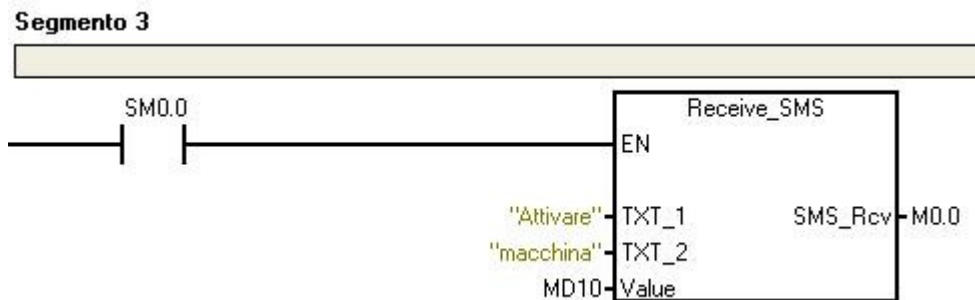 Segmento 3
SM0.0
Receive_SMS
EN
"Attivare" TXT_1 SMS_Rcv M0.0
"macchina" TXT_2
MD10 Value